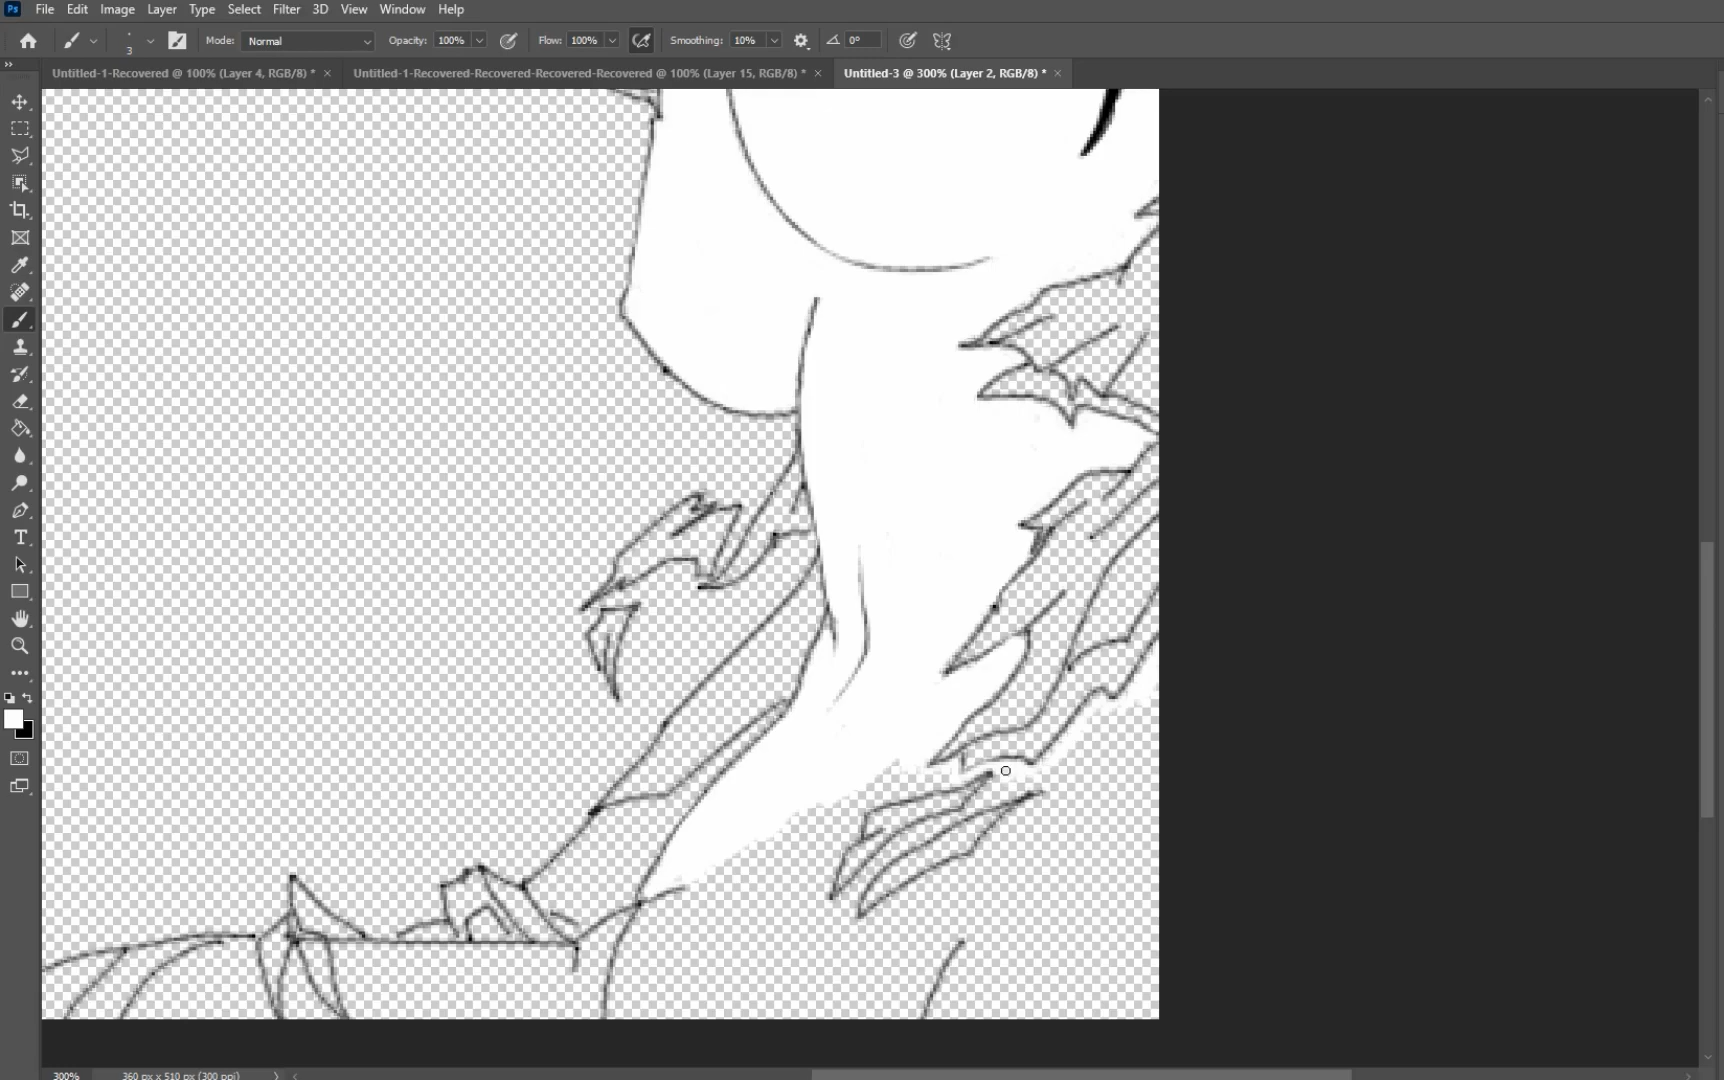 Ps File Edit Image Layer Type Select Filter 3D View Window Help
3 Mode: Normal Opacity: 100% Flow: 100% Smoothing: 10% 0°
Untitled-1-Recovered @ 100% (Layer 4, RGB/8) * × Untitled-1-Recovered-Recovered-Recovered-Recovered @ 100% (Layer 15, RGB/8) * × Untitled-3 @ 300% (Layer 2, RGB/8) * ×
T
300% 360 px x 510 px (300 ppi)